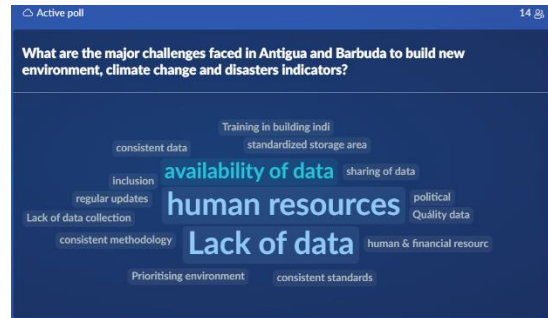 Active poll
14
What are the major challenges faced in Antigua and Barbuda to build new
environment, climate change and disasters indicators?
Training in building indi
consistent data
standardized storage area
availability of data
sharing of data
inclusion
regular updates
human resources
political
Lack of data collection
Quálity data
consistent methodology
Lack of data
human & financial resourc
Prioritising environment
consistent standards